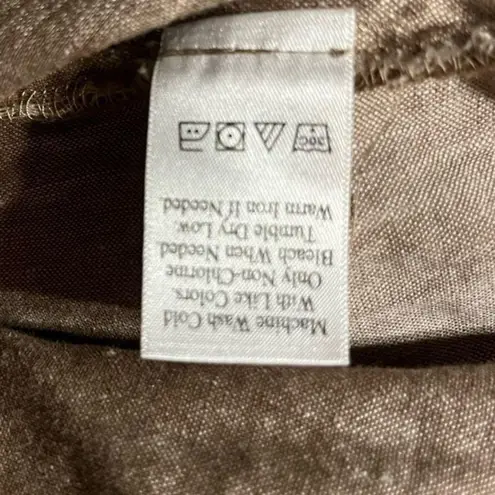 Machine Wash Cold
With Like Colors.
Only Non-Chlorine
Bleach When Needed.
Tumble Dry Low.
Warm Iron If Needed.
30C